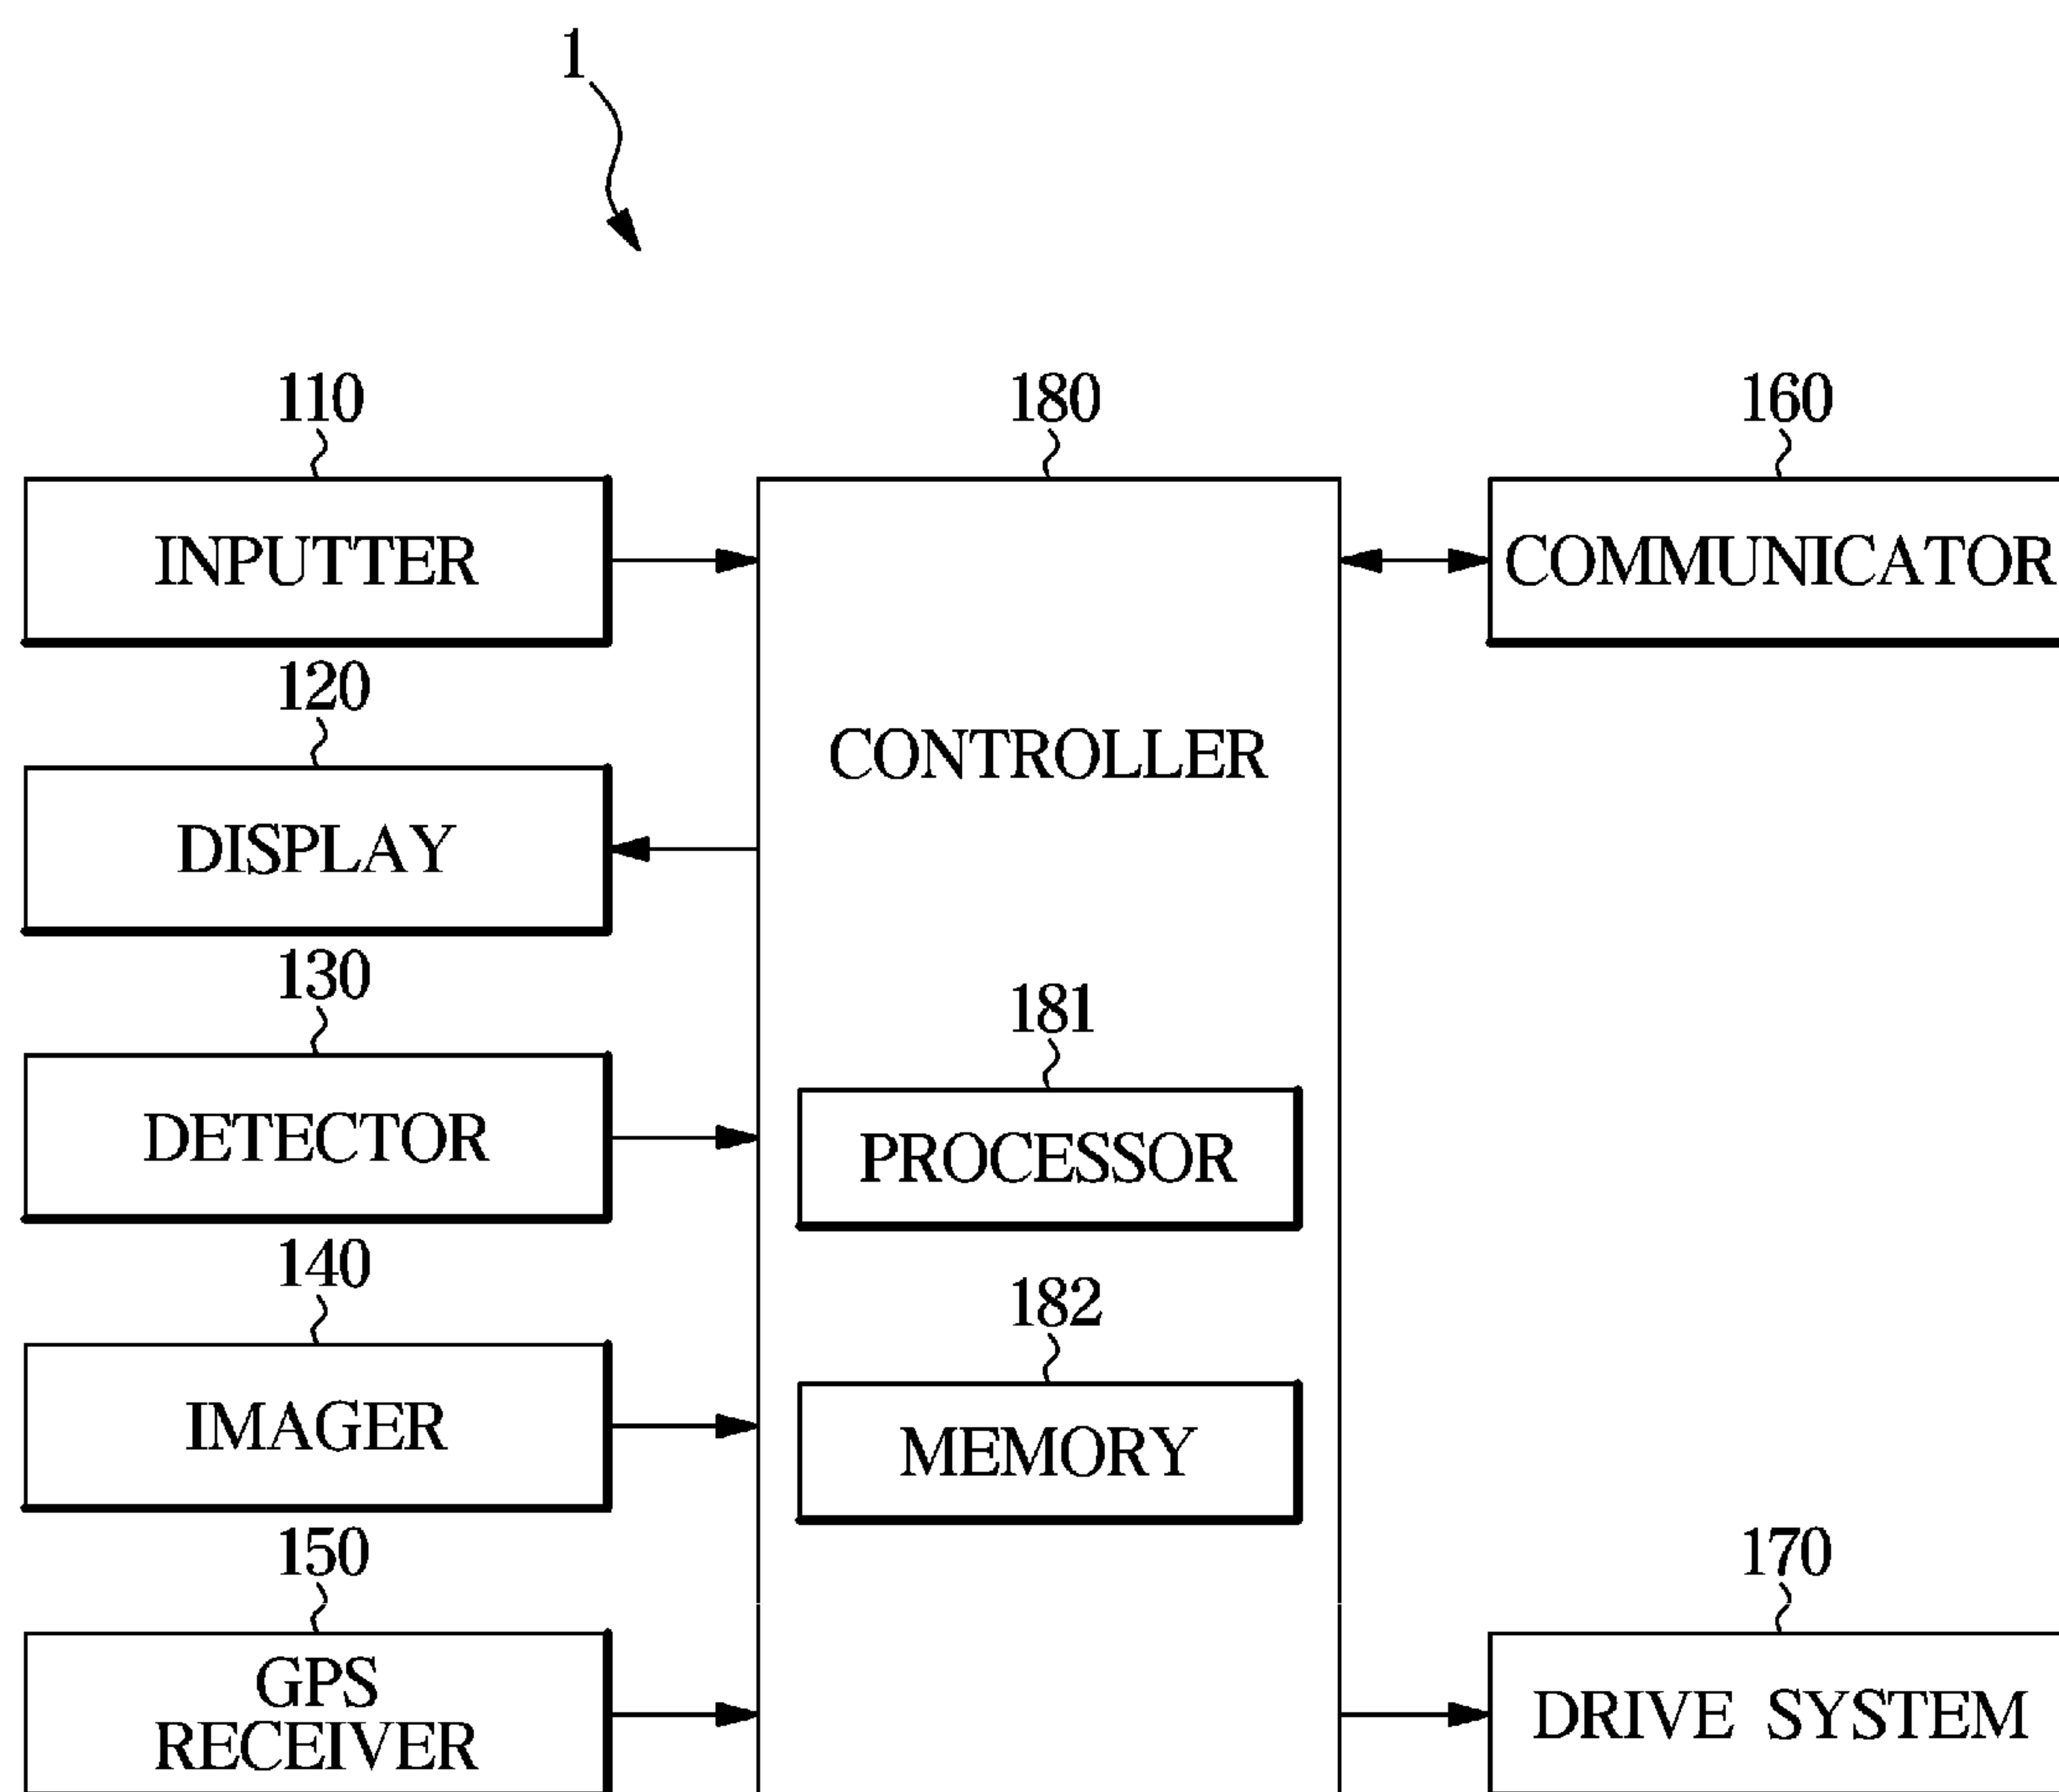 1
110
180
160
INPUTTER
COMMUNICATOR
120
CONTROLLER
DISPLAY
130
181
DETECTOR
PROCESSOR
140
182
IMAGER
MEMORY
150
170
GPS
RECEIVER
DRIVE SYSTEM